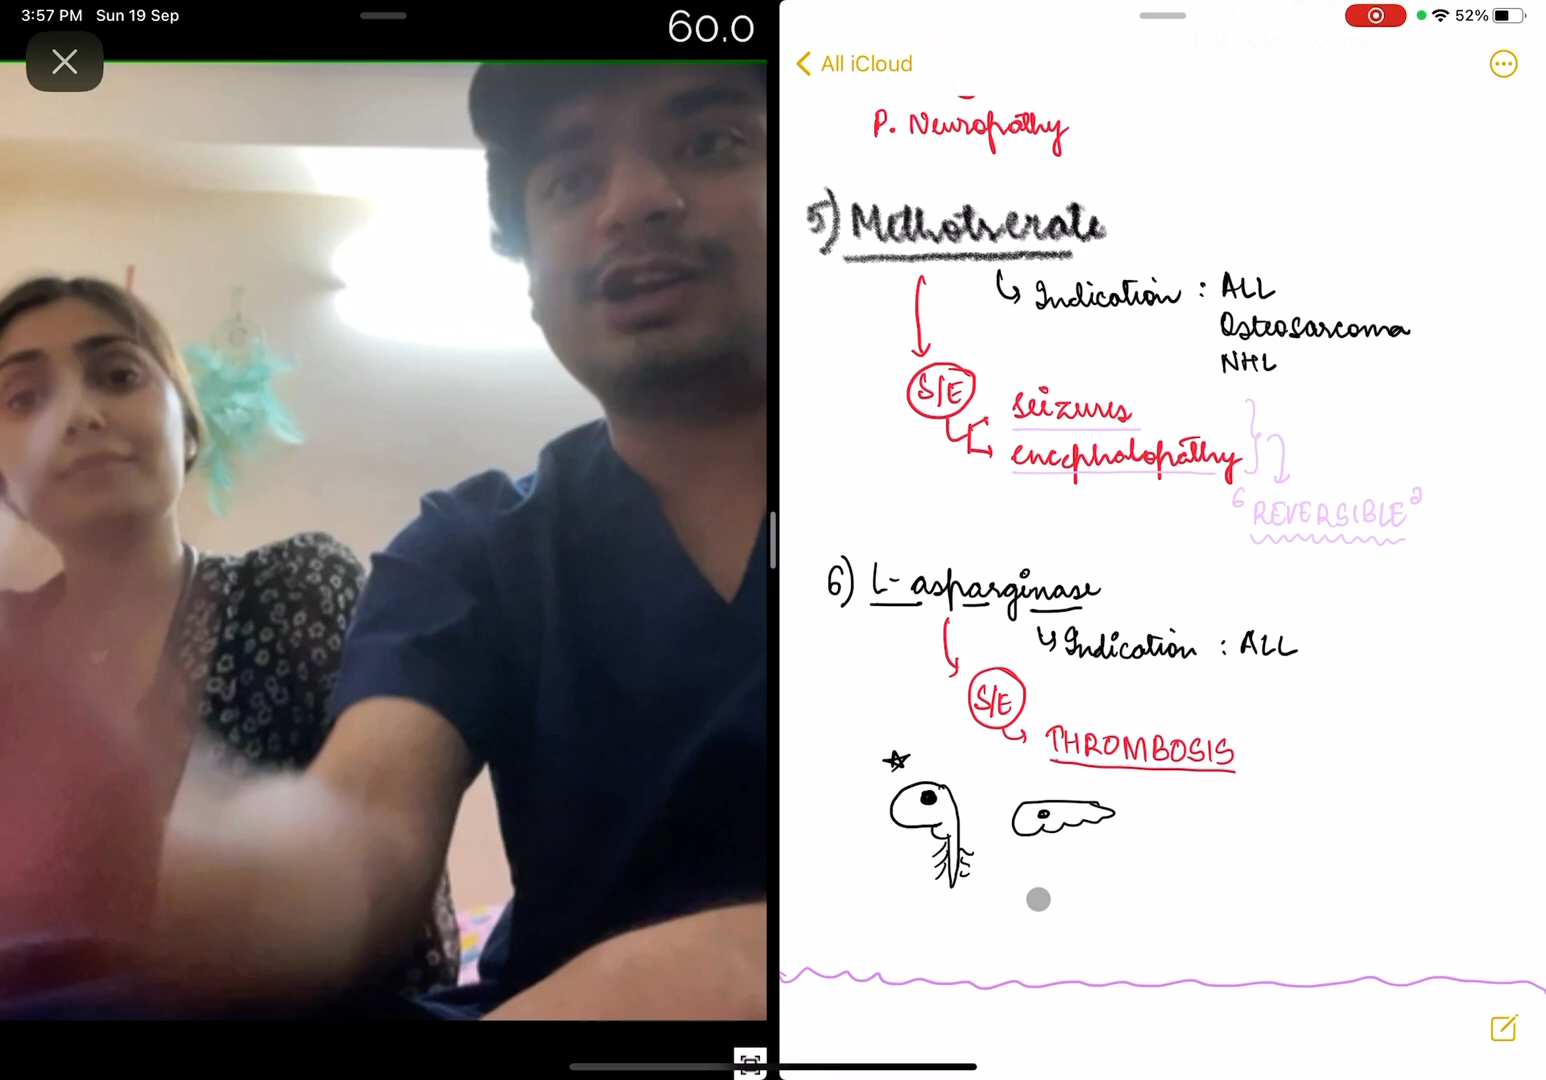 3:57 PM Sun 19 Sep
60.0
52%
All iCloud
P. Neuropathy
5) Methotrexate
Indication : ALL
Osteosarcoma
NHL
S/E
seizures
encephalopathy
"REVERSIBLE"
6) L-asparginase
Indication : ALL
S/E
THROMBOSIS